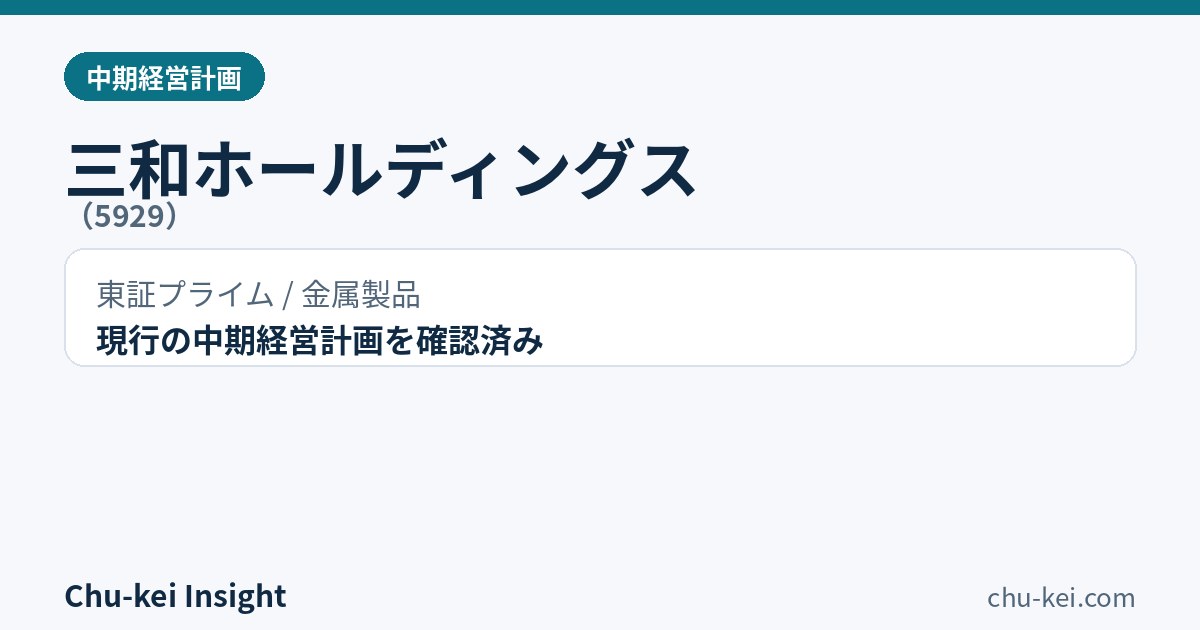 中期経営計画
三和ホールディングス
（5929）
東証プライム / 金属製品
現行の中期経営計画を確認済み
Chu-kei Insight
chu-kei.com